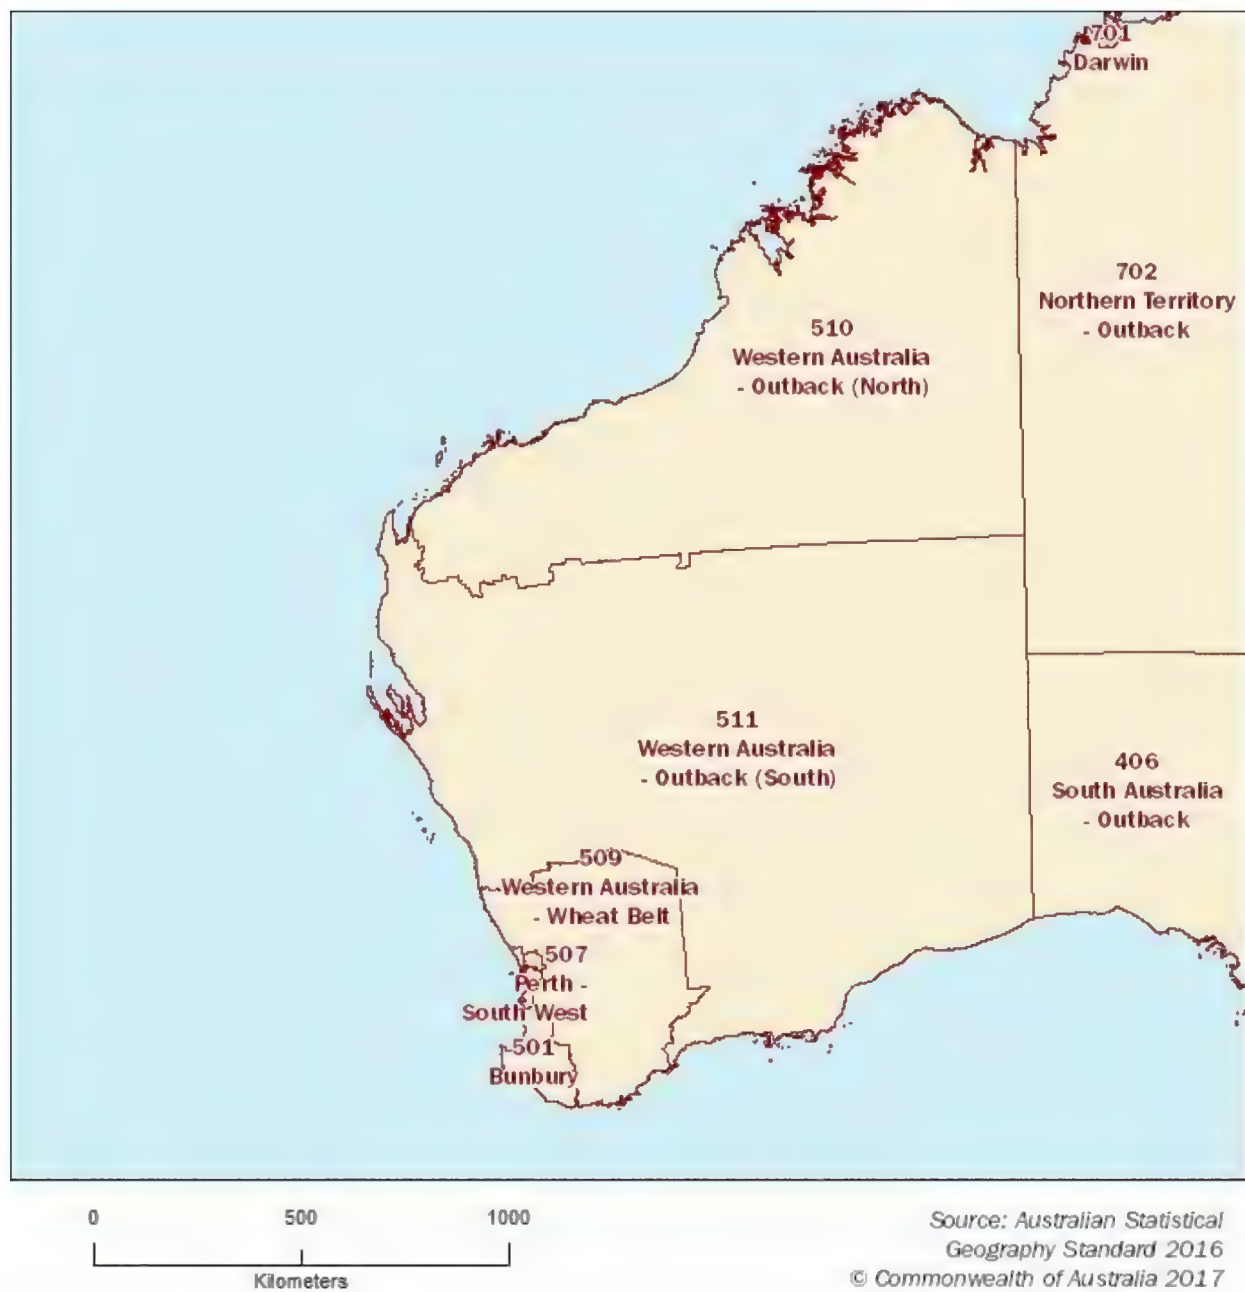 701
Darwin
702
Northern Territory
- Outback
510
Western Australia
- Outback (North)
511
Western Australia
- Outback (South)
406
South Australia
- Outback
509
Western Australia
- Wheat Belt
507
Perth -
South West
501
Bunbury
0 500 1000
Kilometers
Source: Australian Statistical
Geography Standard 2016
© Commonwealth of Australia 2017